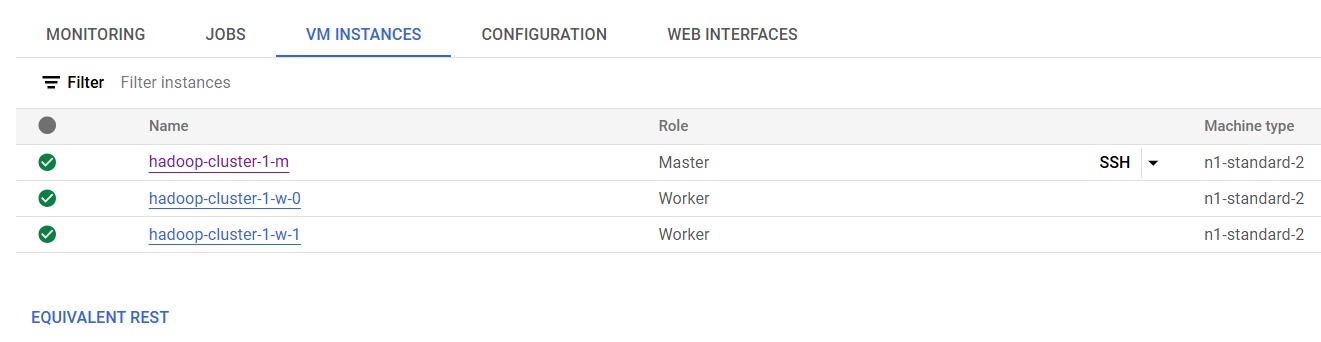 MONITORING JOBS VM INSTANCES CONFIGURATION WEB INTERFACES
Filter Filter instances
Name Role Machine type
hadoop-cluster-1-m Master SSH n1-standard-2
hadoop-cluster-1-w-0 Worker n1-standard-2
hadoop-cluster-1-w-1 Worker n1-standard-2
EQUIVALENT REST